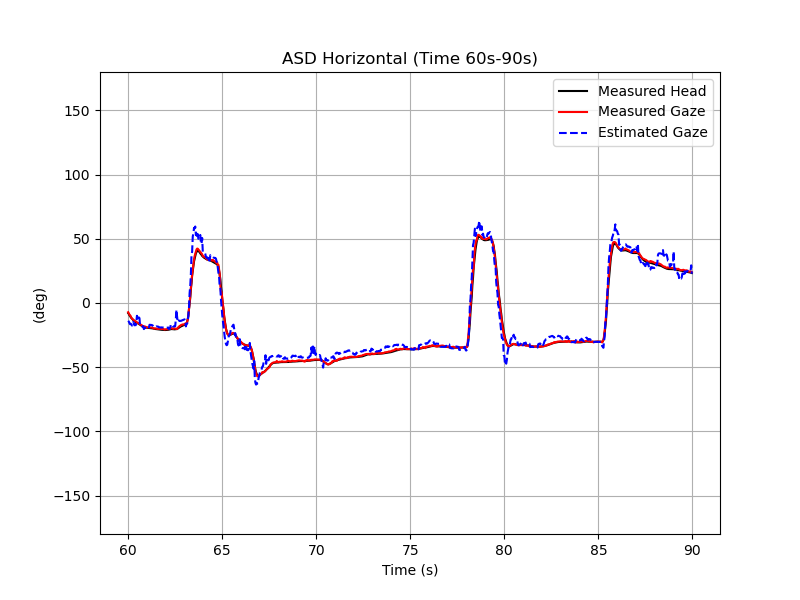 ASD Horizontal (Time 60s-90s)
Measured Head
Measured Gaze
Estimated Gaze
150
100
50
0
−50
−100
−150
(deg)
60 65 70 75 80 85 90
Time (s)